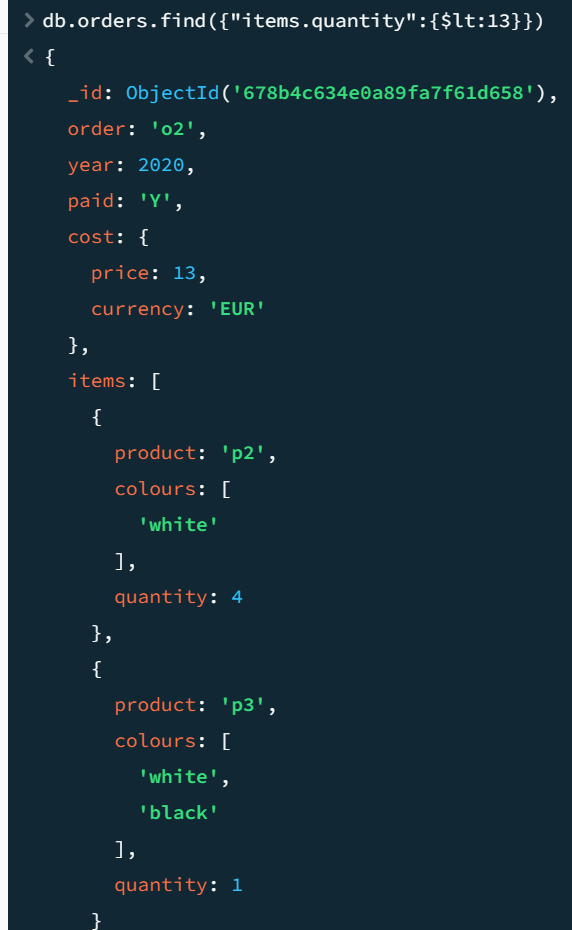 > db.orders.find({"items.quantity":{$lt:13}})
< {
_id: ObjectId('678b4c634e0a89fa7f61d658'),
order: 'o2',
year: 2020,
paid: 'Y',
cost: {
price: 13,
currency: 'EUR'
},
items: [
{
product: 'p2',
colours: [
'white'
],
quantity: 4
},
{
product: 'p3',
colours: [
'white',
'black'
],
quantity: 1
}